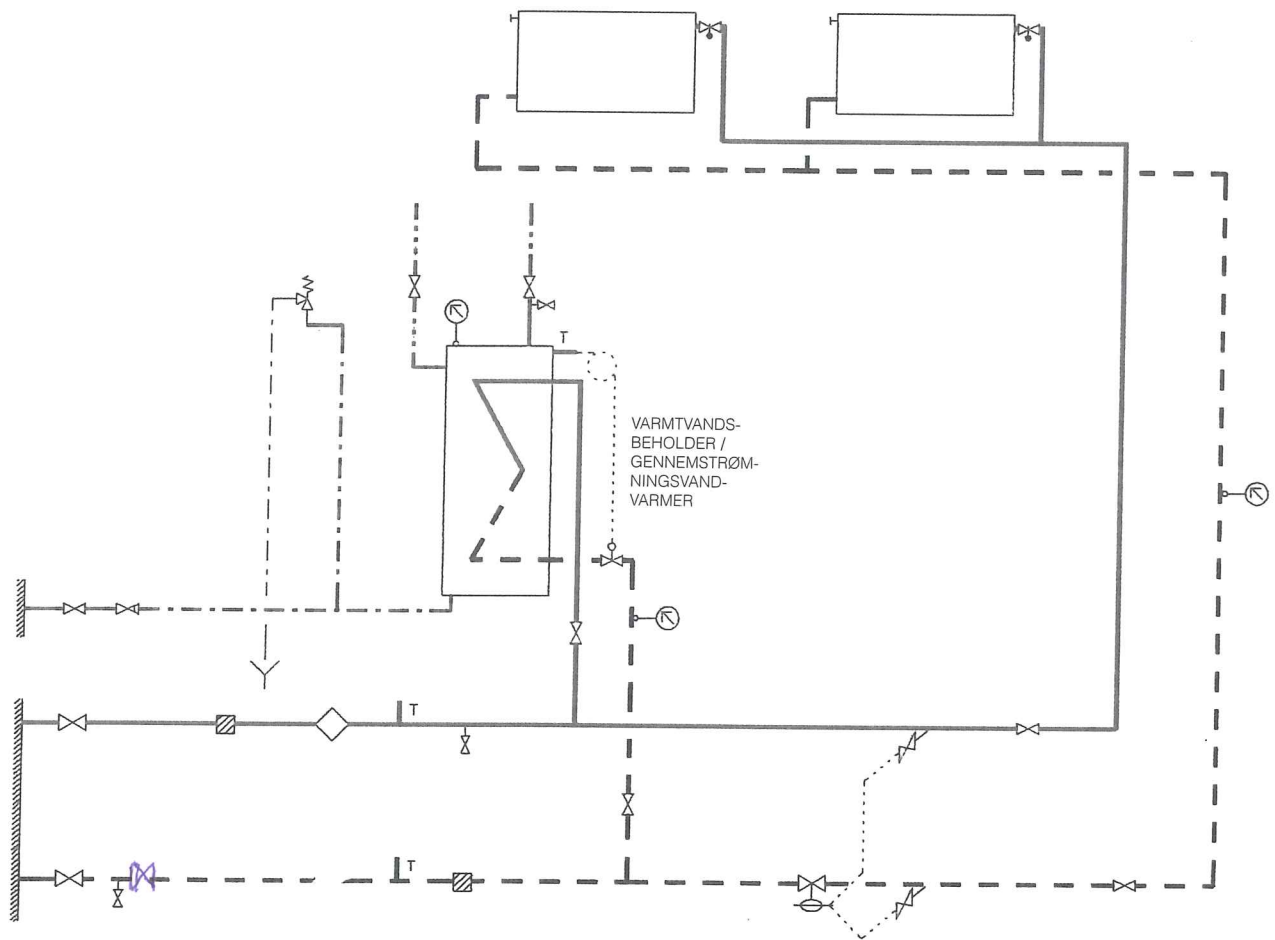 T
VARMTVANDS-
BEHOLDER /
GENNEMSTRØM-
NINGSVAND-
VARMER
T
T